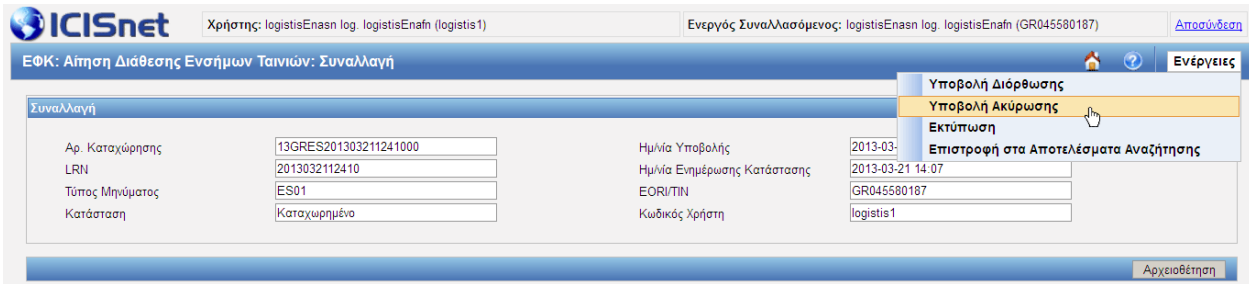 ICISnet Χρήστης: logistisEnasn log. logistisEnafn (logistis1) Ενεργός Συναλλασόμενος: logistisEnasn log. logistisEnafn (GR045580187) Αποσύνδεση
ΕΦΚ: Αίτηση Διάθεσης Ενσήμων Ταινιών: Συναλλαγή Ενέργειες
Υποβολή Διόρθωσης
Υποβολή Ακύρωσης
Εκτύπωση
Επιστροφή στα Αποτελέσματα Αναζήτησης
Συναλλαγή
Αρ. Καταχώρησης 13GRES201303211241000 Ημ/νία Υποβολής 2013-03-
LRN 2013032112410 Ημ/νία Ενημέρωσης Κατάστασης 2013-03-21 14:07
Τύπος Μηνύματος ES01 EORI/TIN GR045580187
Κατάσταση Καταχωρημένο Κωδικός Χρήστη logistis1
Αρχειοθέτηση